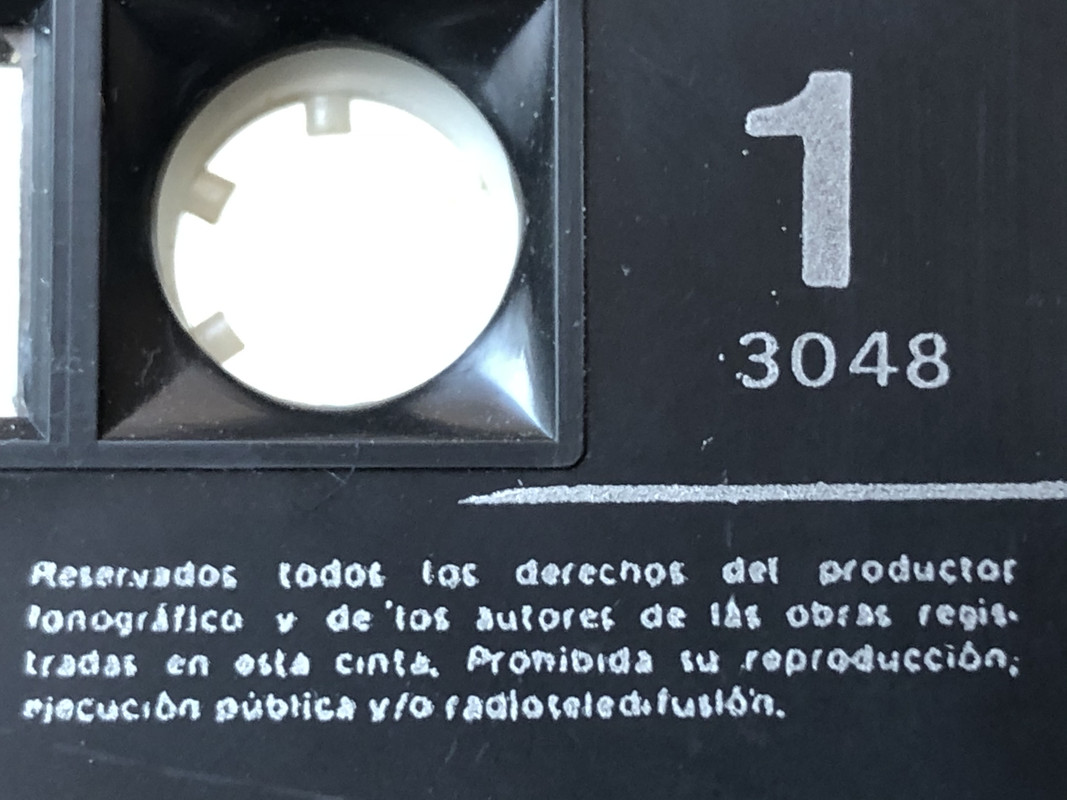 1
3048
Reservados todos los derechos del productor
fonográfico y de los autores de las obras regis-
tradas en esta cinta. Prohibida su reproducción,
ejecución pública y/o radioteledifusión.